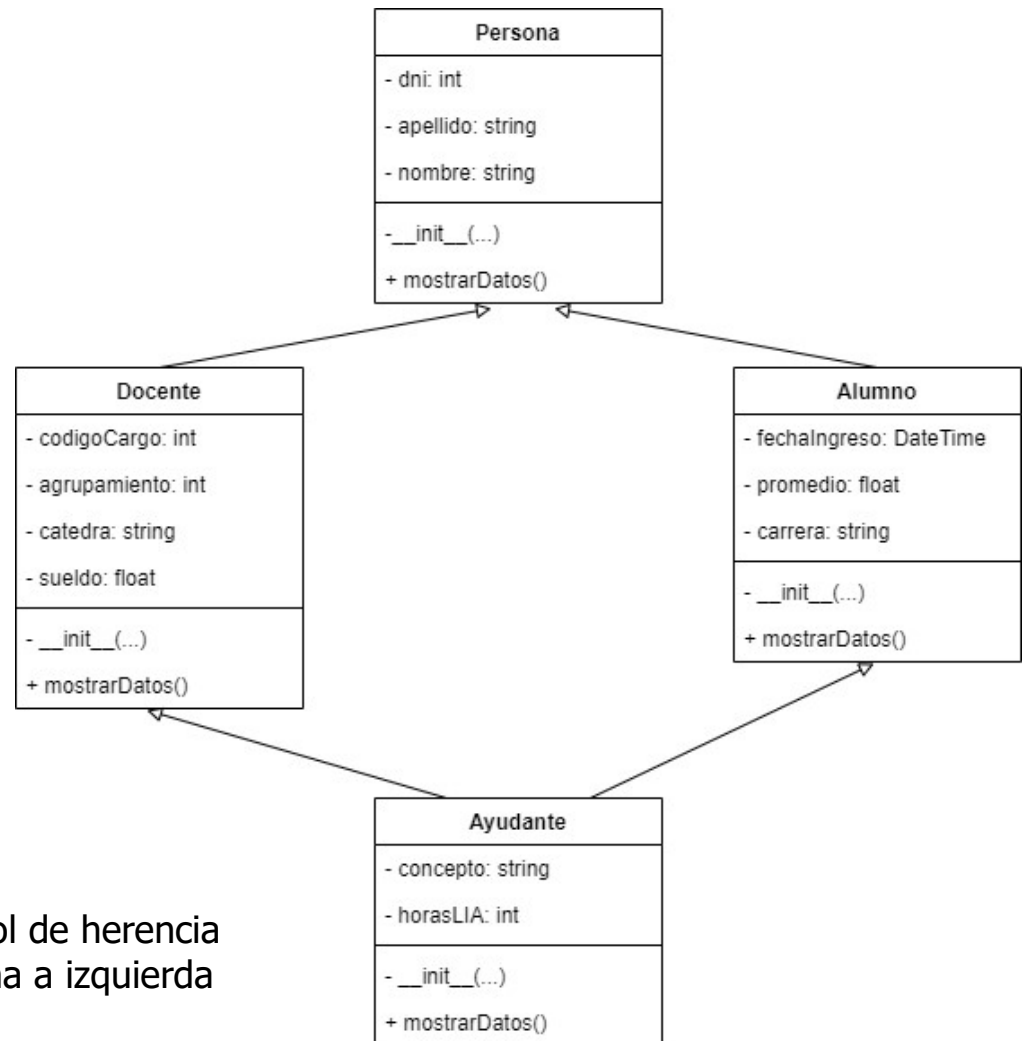 Persona
- dni: int
- apellido: string
- nombre: string
-__init__(...)
+ mostrarDatos()
Docente
- codigoCargo: int
- agrupamiento: int
- catedra: string
- sueldo: float
- __init__(...)
+ mostrarDatos()
Alumno
- fechaIngreso: DateTime
- promedio: float
- carrera: string
- __init__(...)
+ mostrarDatos()
Ayudante
- concepto: string
- horasLIA: int
- __init__(...)
+ mostrarDatos()
de herencia
a izquierda